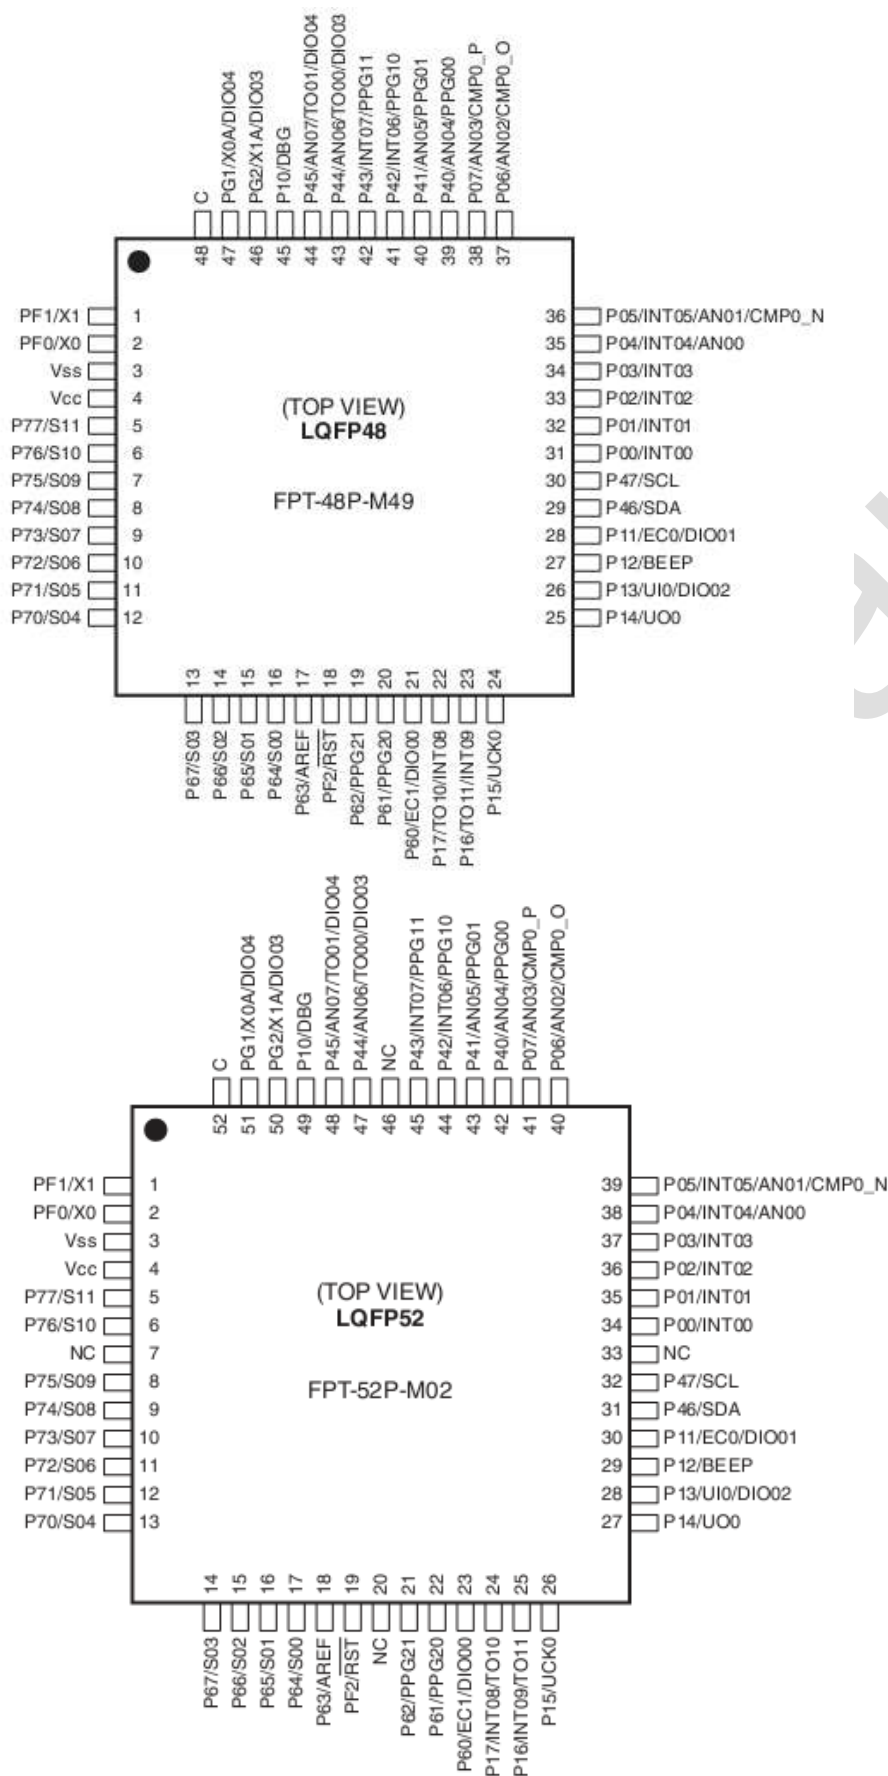 C
PG1/X0A/DIO04
PG2/X1A/DIO03
P10/DBG
P45/AN07/TO01/DIO04
P44/AN06/TO00/DIO03
P43/INT07/PPG11
P42/INT06/PPG10
P41/AN05/PPG01
P40/AN04/PPG00
P07/AN03/CMP0_P
P06/AN02/CMP0_O
48 47 46 45 44 43 42 41 40 39 38 37
PF1/X1 1
PF0/X0 2
Vss 3
Vcc 4
P77/S11 5
P76/S10 6
P75/S09 7
P74/S08 8
P73/S07 9
P72/S06 10
P71/S05 11
P70/S04 12
(TOP VIEW)
LQFP48
FPT-48P-M49
36 P05/INT05/AN01/CMP0_N
35 P04/INT04/AN00
34 P03/INT03
33 P02/INT02
32 P01/INT01
31 P00/INT00
30 P47/SCL
29 P46/SDA
28 P11/EC0/DIO01
27 P12/BEEP
26 P13/UI0/DIO02
25 P14/UO0
13 14 15 16 17 18 19 20 21 22 23 24
P67/S03
P66/S02
P65/S01
P64/S00
P63/AREF
PF2/RST
P62/PPG21
P61/PPG20
P60/EC1/DIO00
P17/TO10/INT08
P16/TO11/INT09
P15/UCK0
C
PG1/X0A/DIO04
PG2/X1A/DIO03
P10/DBG
P45/AN07/TO01/DIO04
P44/AN06/TO00/DIO03
NC
P43/INT07/PPG11
P42/INT06/PPG10
P41/AN05/PPG01
P40/AN04/PPG00
P07/AN03/CMP0_P
P06/AN02/CMP0_O
52 51 50 49 48 47 46 45 44 43 42 41 40
PF1/X1 1
PF0/X0 2
Vss 3
Vcc 4
P77/S11 5
P76/S10 6
NC 7
P75/S09 8
P74/S08 9
P73/S07 10
P72/S06 11
P71/S05 12
P70/S04 13
(TOP VIEW)
LQFP52
FPT-52P-M02
39 P05/INT05/AN01/CMP0_N
38 P04/INT04/AN00
37 P03/INT03
36 P02/INT02
35 P01/INT01
34 P00/INT00
33 NC
32 P47/SCL
31 P46/SDA
30 P11/EC0/DIO01
29 P12/BEEP
28 P13/UI0/DIO02
27 P14/UO0
14 15 16 17 18 19 20 21 22 23 24 25 26
P67/S03
P66/S02
P65/S01
P64/S00
P63/AREF
PF2/RST
NC
P62/PPG21
P61/PPG20
P60/EC1/DIO00
P17/INT08/TO10
P16/INT09/TO11
P15/UCK0